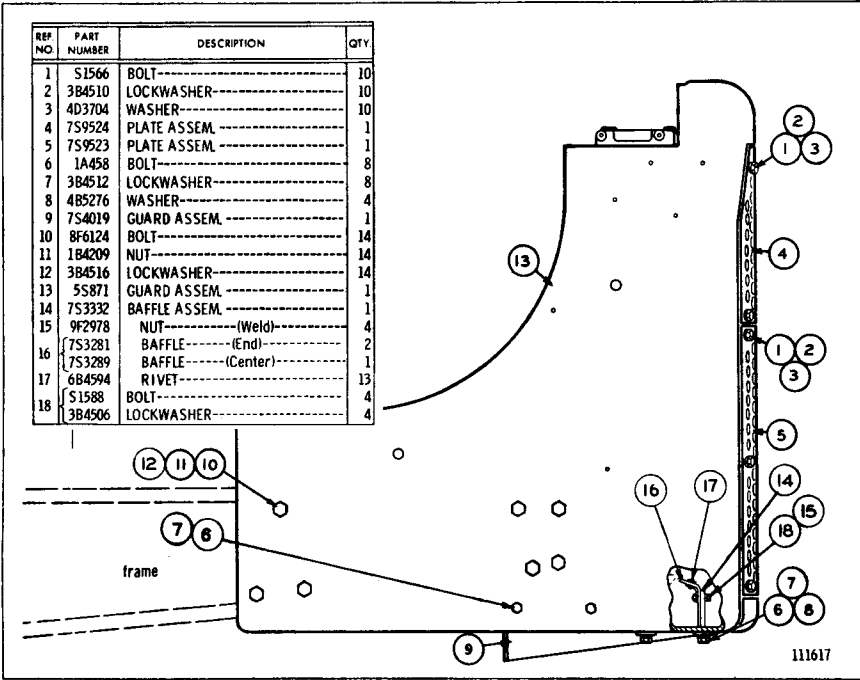 REF. NO. PART NUMBER DESCRIPTION QTY.
1 S1566 BOLT 10
2 3B4510 LOCKWASHER 10
3 4D3704 WASHER 10
4 7S9524 PLATE ASSEM. 1
5 7S9523 PLATE ASSEM. 1
6 1A458 BOLT 8
7 3B4512 LOCKWASHER 8
8 4B5276 WASHER 4
9 7S4019 GUARD ASSEM. 1
10 8F6124 BOLT 14
11 1B4209 NUT 14
12 3B4516 LOCKWASHER 14
13 5S871 GUARD ASSEM. 1
14 7S3332 BAFFLE ASSEM. 1
15 9F2978 NUT (Weld) 4
16 7S3281 BAFFLE (End) 2
7S3289 BAFFLE (Center) 1
17 6B4594 RIVET 13
18 S1588 BOLT 4
3B4506 LOCKWASHER 4
2
1 3
13
4
1 2
3
5
12 11 10
16 17 14
15
18
7 6
frame
7
6 8
9
111617